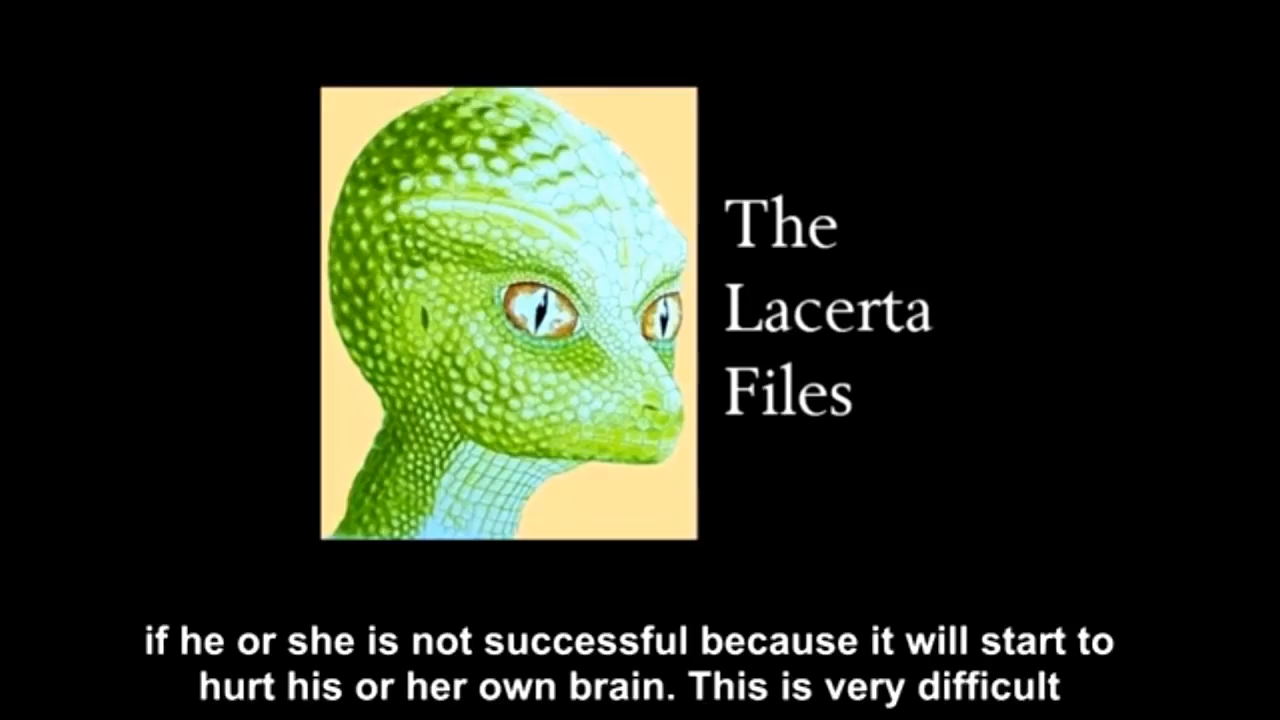 The
Lacerta
Files
if he or she is not successful because it will start to
hurt his or her own brain. This is very difficult